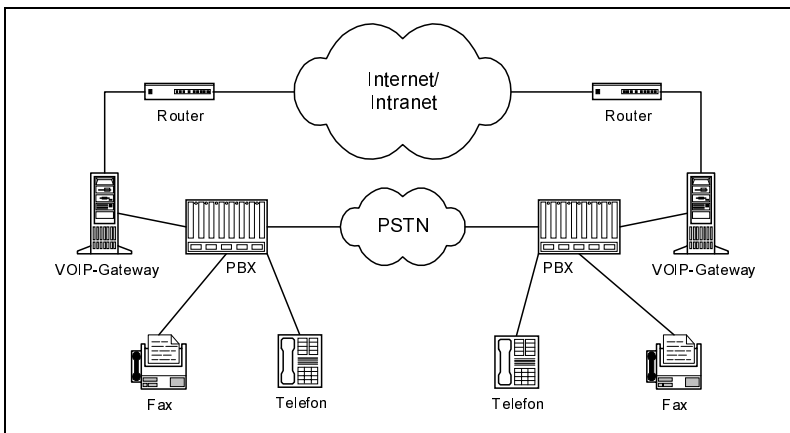 Internet/
Intranet
Router
Router
PSTN
VOIP-Gateway
PBX
PBX
VOIP-Gateway
Fax
Telefon
Telefon
Fax